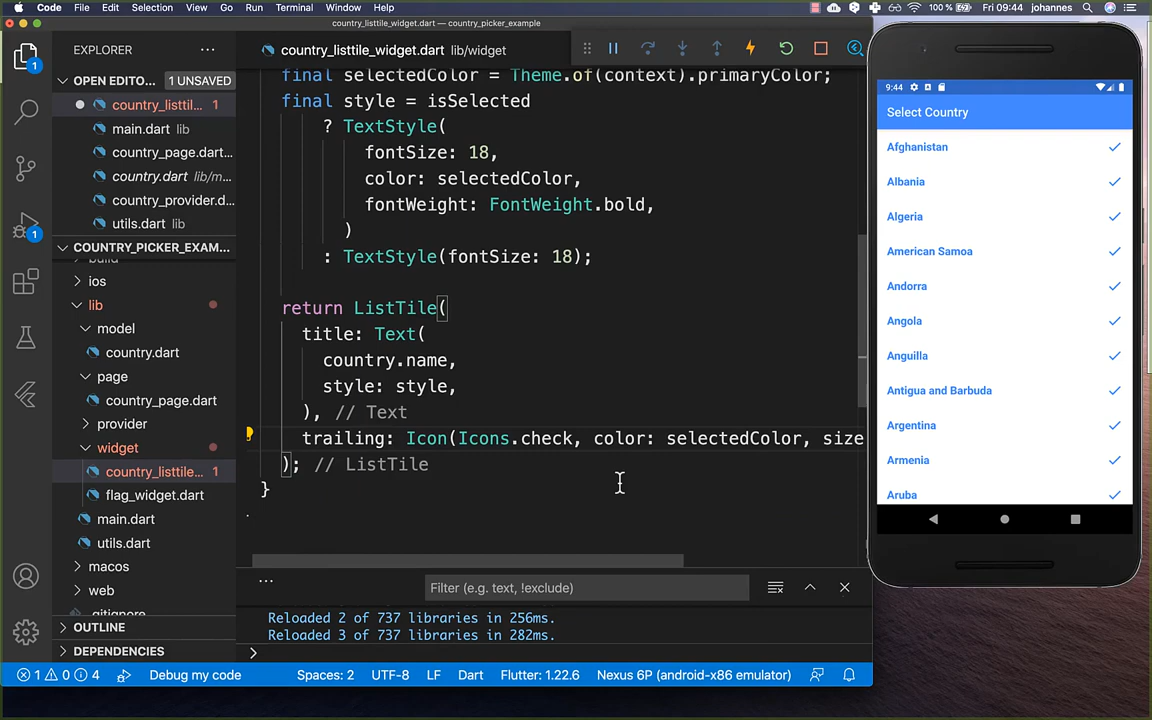 Code File Edit Selection View Go Run Terminal Window Help 100 % Fri 09:44 johannes
country_listtile_widget.dart — country_picker_example
EXPLORER
OPEN EDITO... 1 UNSAVED
country_listtil... 1
main.dart lib
country_page.dart...
country.dart lib/m...
country_provider.d...
utils.dart lib
COUNTRY_PICKER_EXAM...
build
ios
lib
model
country.dart
page
country_page.dart
provider
widget
country_listtile... 1
flag_widget.dart
main.dart
utils.dart
macos
web
.gitignore
OUTLINE
DEPENDENCIES
1
1
country_listtile_widget.dart lib/widget
final selectedColor = Theme.of(context).primaryColor;
final style = isSelected
? TextStyle(
fontSize: 18,
color: selectedColor,
fontWeight: FontWeight.bold,
)
: TextStyle(fontSize: 18);
return ListTile(
title: Text(
country.name,
style: style,
), // Text
trailing: Icon(Icons.check, color: selectedColor, size
); // ListTile
}
...
Filter (e.g. text, !exclude)
Reloaded 2 of 737 libraries in 256ms.
Reloaded 3 of 737 libraries in 282ms.
>
1 0 4 Debug my code Spaces: 2 UTF-8 LF Dart Flutter: 1.22.6 Nexus 6P (android-x86 emulator)
9:44
Select Country
Afghanistan
Albania
Algeria
American Samoa
Andorra
Angola
Anguilla
Antigua and Barbuda
Argentina
Armenia
Aruba